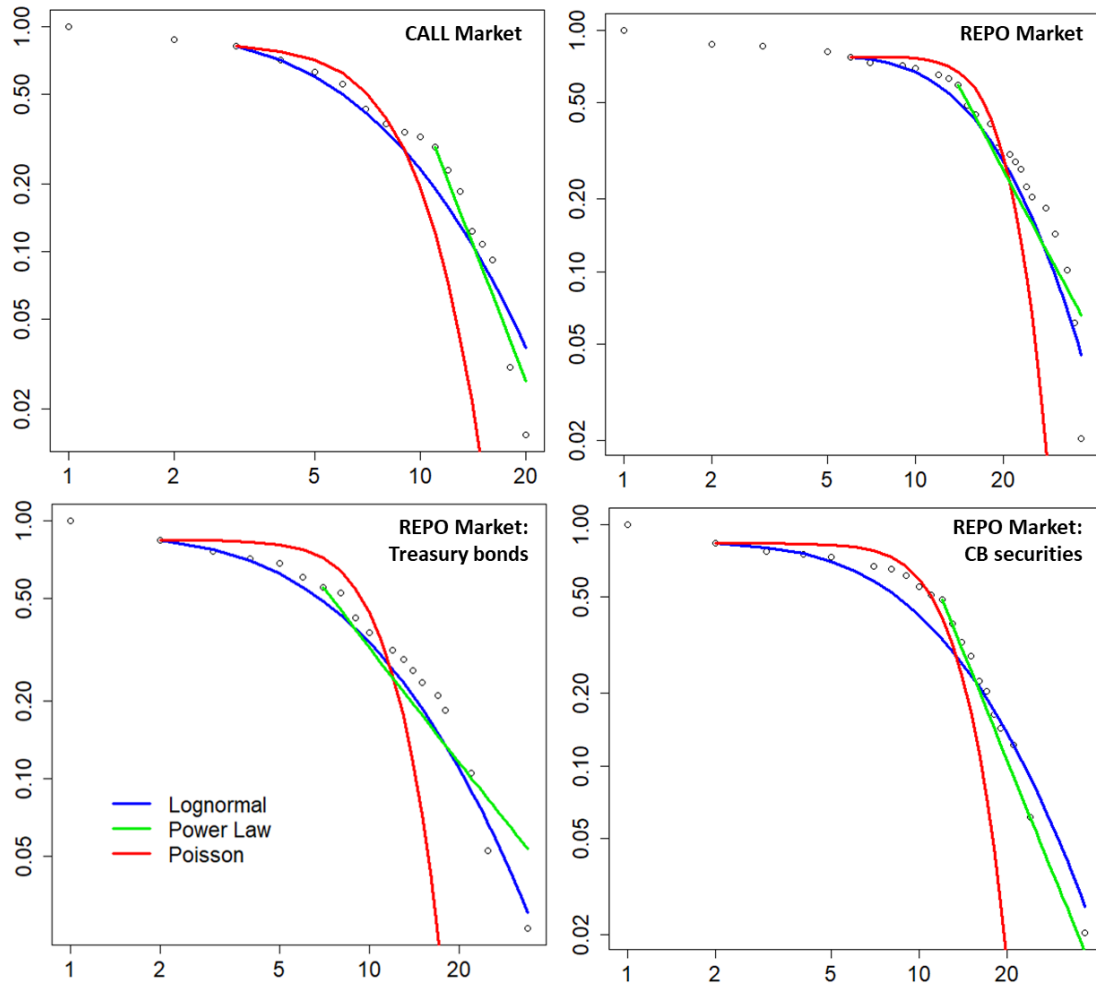 CALL Market
1.00
0.50
0.20
0.10
0.05
0.02
1 2 5 10 20
REPO Market
1.00
0.50
0.20
0.10
0.05
0.02
1 2 5 10 20
REPO Market:
Treasury bonds
1.00
0.50
0.20
0.10
0.05
Lognormal
Power Law
Poisson
1 2 5 10 20
REPO Market:
CB securities
1.00
0.50
0.20
0.10
0.05
0.02
1 2 5 10 20